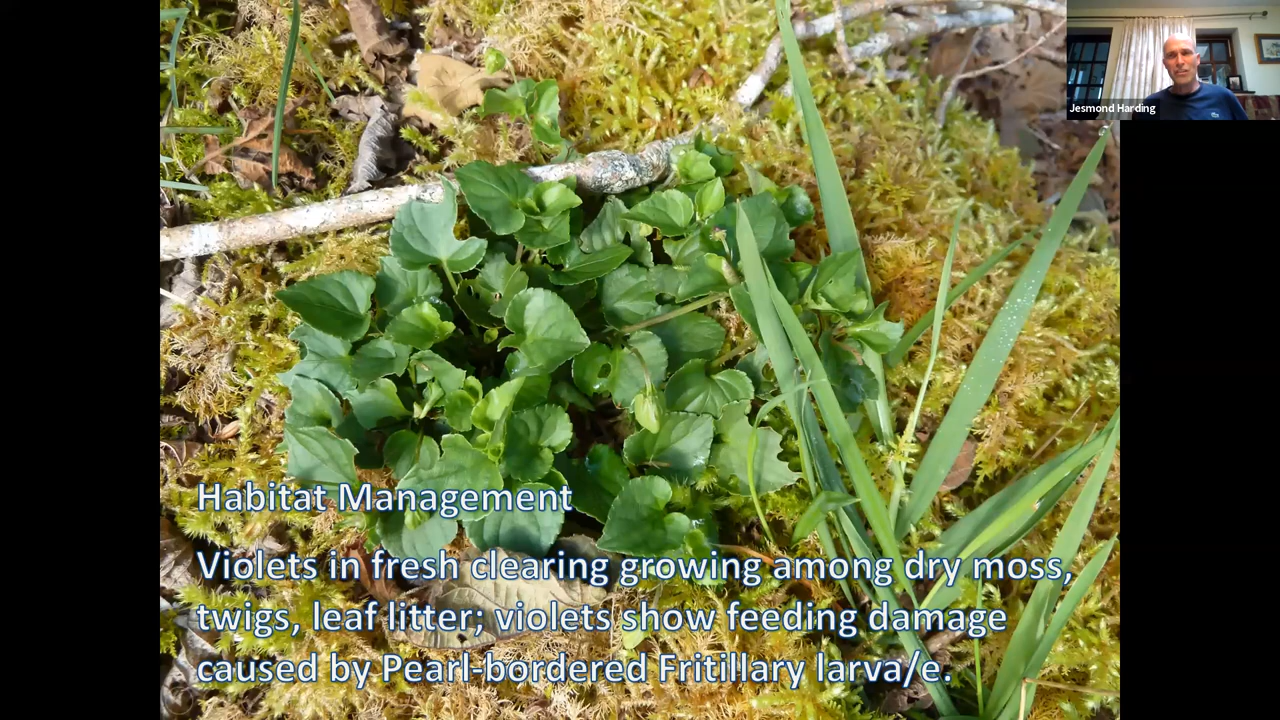 Jesmond Harding
Habitat Management
Violets in fresh clearing growing among dry moss,
twigs, leaf litter; violets show feeding damage
caused by Pearl-bordered Fritillary larva/e.